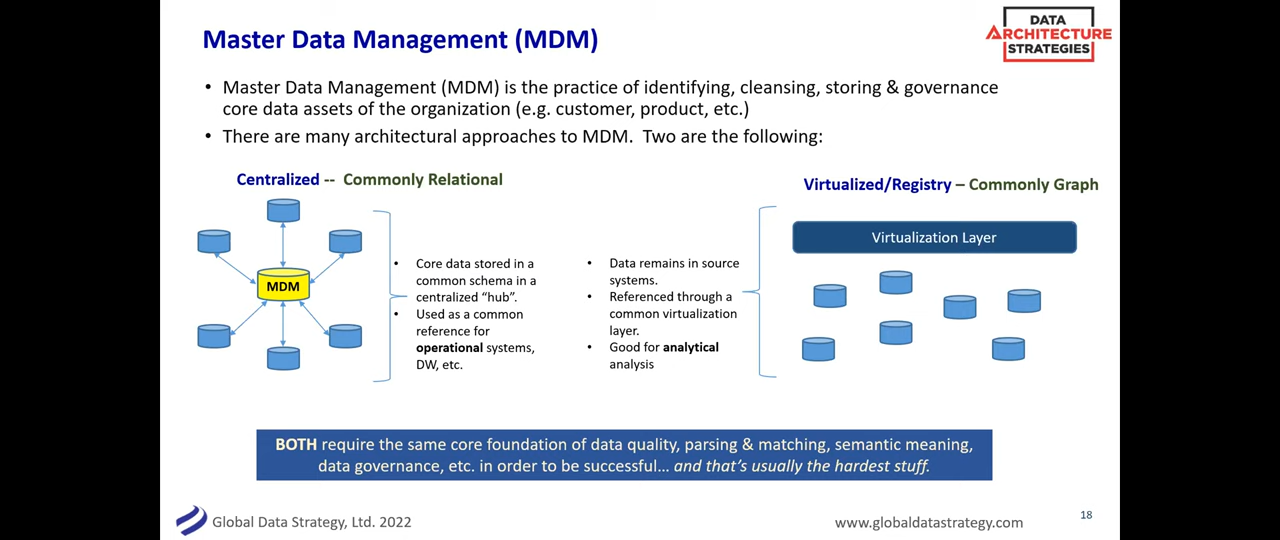 Master Data Management (MDM)
DATA
ARCHITECTURE
STRATEGIES
• Master Data Management (MDM) is the practice of identifying, cleansing, storing & governance
core data assets of the organization (e.g. customer, product, etc.)
• There are many architectural approaches to MDM. Two are the following:
Centralized -- Commonly Relational
MDM
• Core data stored in a
common schema in a
centralized “hub”.
• Used as a common
reference for
operational systems,
DW, etc.
Virtualized/Registry – Commonly Graph
• Data remains in source
systems.
• Referenced through a
common virtualization
layer.
• Good for analytical
analysis
Virtualization Layer
BOTH require the same core foundation of data quality, parsing & matching, semantic meaning,
data governance, etc. in order to be successful… and that’s usually the hardest stuff.
Global Data Strategy, Ltd. 2022
www.globaldatastrategy.com
18